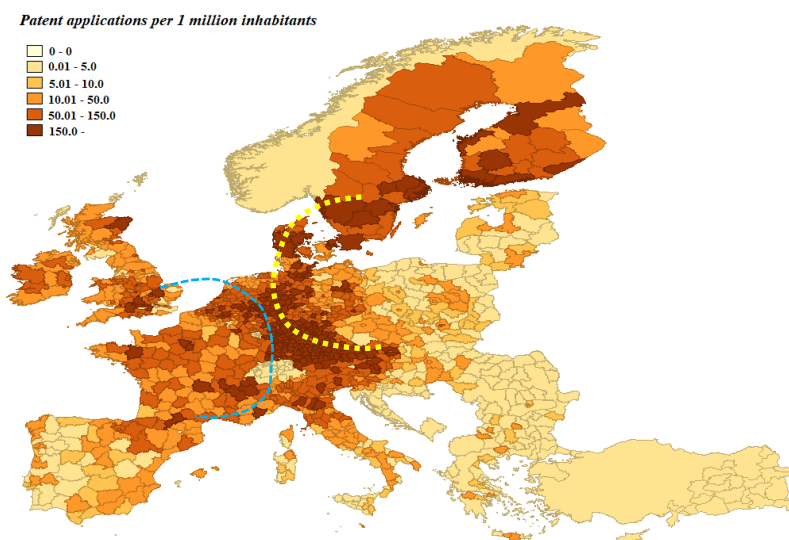 Patent applications per 1 million inhabitants
0 - 0
0.01 - 5.0
5.01 - 10.0
10.01 - 50.0
50.01 - 150.0
150.0 -